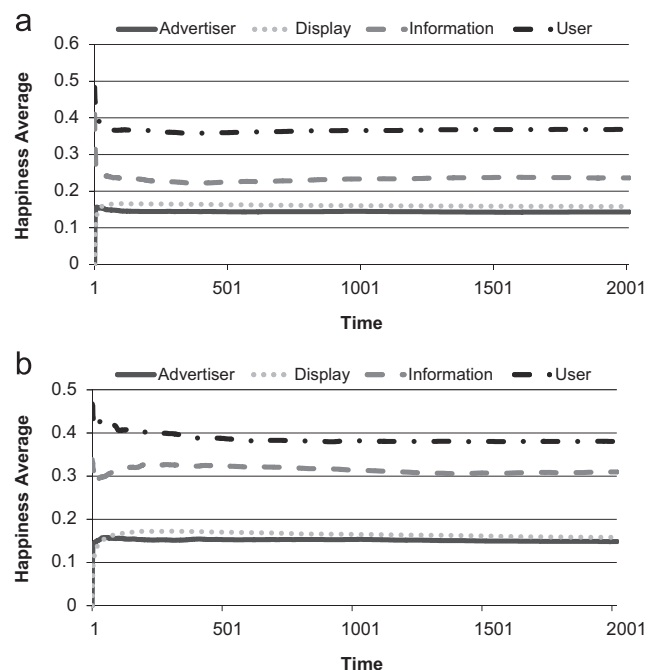 a
Advertiser Display Information User
Happiness Average
0.6
0.5
0.4
0.3
0.2
0.1
0
1 501 1001 1501 2001
Time
b
Advertiser Display Information User
Happiness Average
0.5
0.4
0.3
0.2
0.1
0
1 501 1001 1501 2001
Time